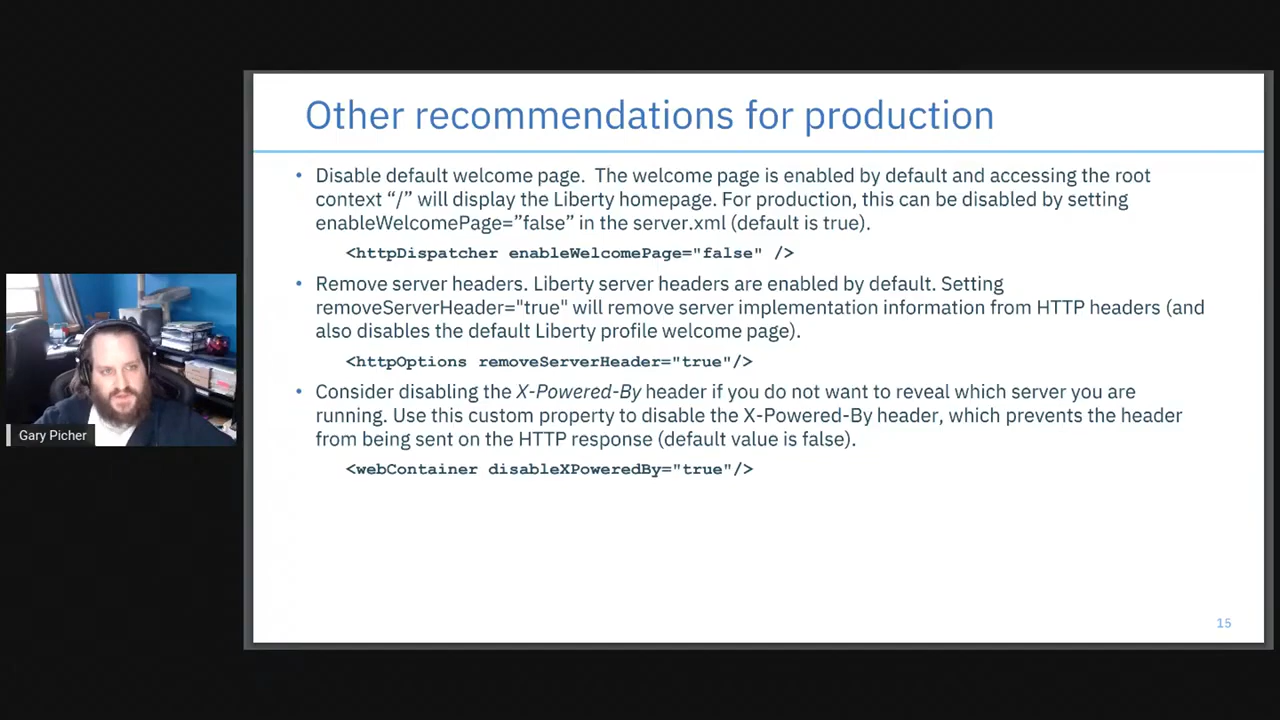 Other recommendations for production
• Disable default welcome page.  The welcome page is enabled by default and accessing the root
context “/” will display the Liberty homepage. For production, this can be disabled by setting
enableWelcomePage=”false” in the server.xml (default is true).
<httpDispatcher enableWelcomePage="false" />
• Remove server headers. Liberty server headers are enabled by default. Setting
removeServerHeader="true" will remove server implementation information from HTTP headers (and
also disables the default Liberty profile welcome page).
<httpOptions removeServerHeader="true"/>
• Consider disabling the X-Powered-By header if you do not want to reveal which server you are
running. Use this custom property to disable the X-Powered-By header, which prevents the header
from being sent on the HTTP response (default value is false).
<webContainer disableXPoweredBy="true"/>
15
Gary Picher